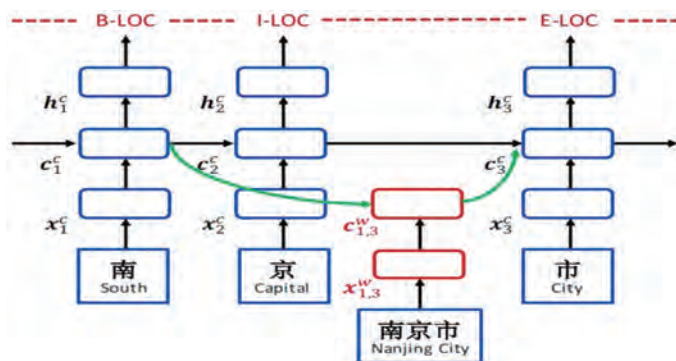 B-LOC I-LOC E-LOC
h₁ᶜ h₂ᶜ h₃ᶜ
c₁ᶜ c₂ᶜ c₃ᶜ
x₁ᶜ x₂ᶜ c₁,₃ʷ x₃ᶜ
南 京 市
South Capital City
x₁,₃ʷ
南京市
Nanjing City